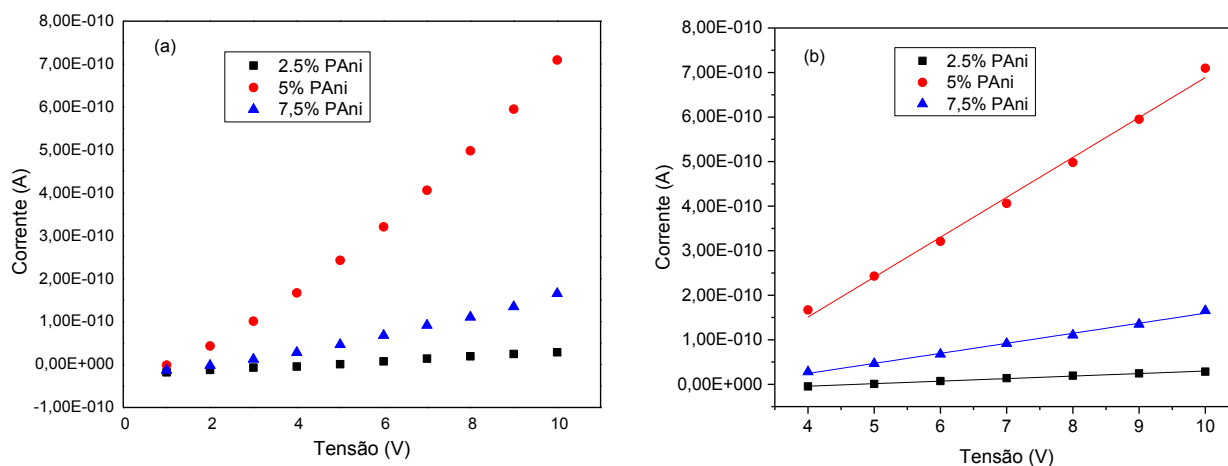 (a)
2.5% PAni
5% PAni
7,5% PAni
8,00E-010
7,00E-010
6,00E-010
5,00E-010
4,00E-010
3,00E-010
2,00E-010
1,00E-010
0,00E+000
-1,00E-010
Corrente (A)
0 2 4 6 8 10
Tensão (V)
(b)
2.5% PAni
5% PAni
7,5% PAni
8,00E-010
7,00E-010
6,00E-010
5,00E-010
4,00E-010
3,00E-010
2,00E-010
1,00E-010
0,00E+000
Corrente (A)
4 5 6 7 8 9 10
Tensão (V)